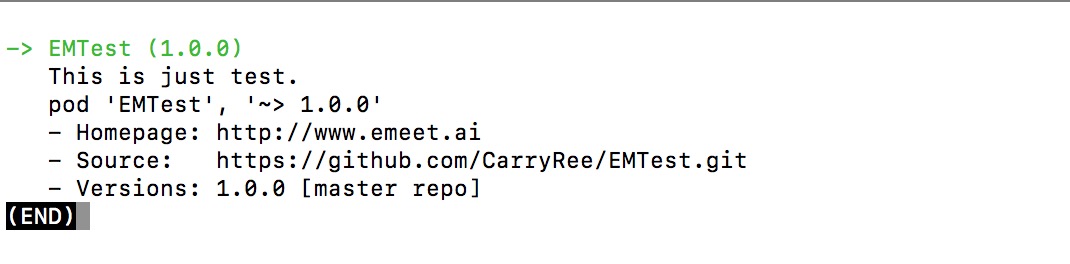 -> EMTest (1.0.0)
This is just test.
pod 'EMTest', '~> 1.0.0'
- Homepage: http://www.emeet.ai
- Source:   https://github.com/CarryRee/EMTest.git
- Versions: 1.0.0 [master repo]
(END)